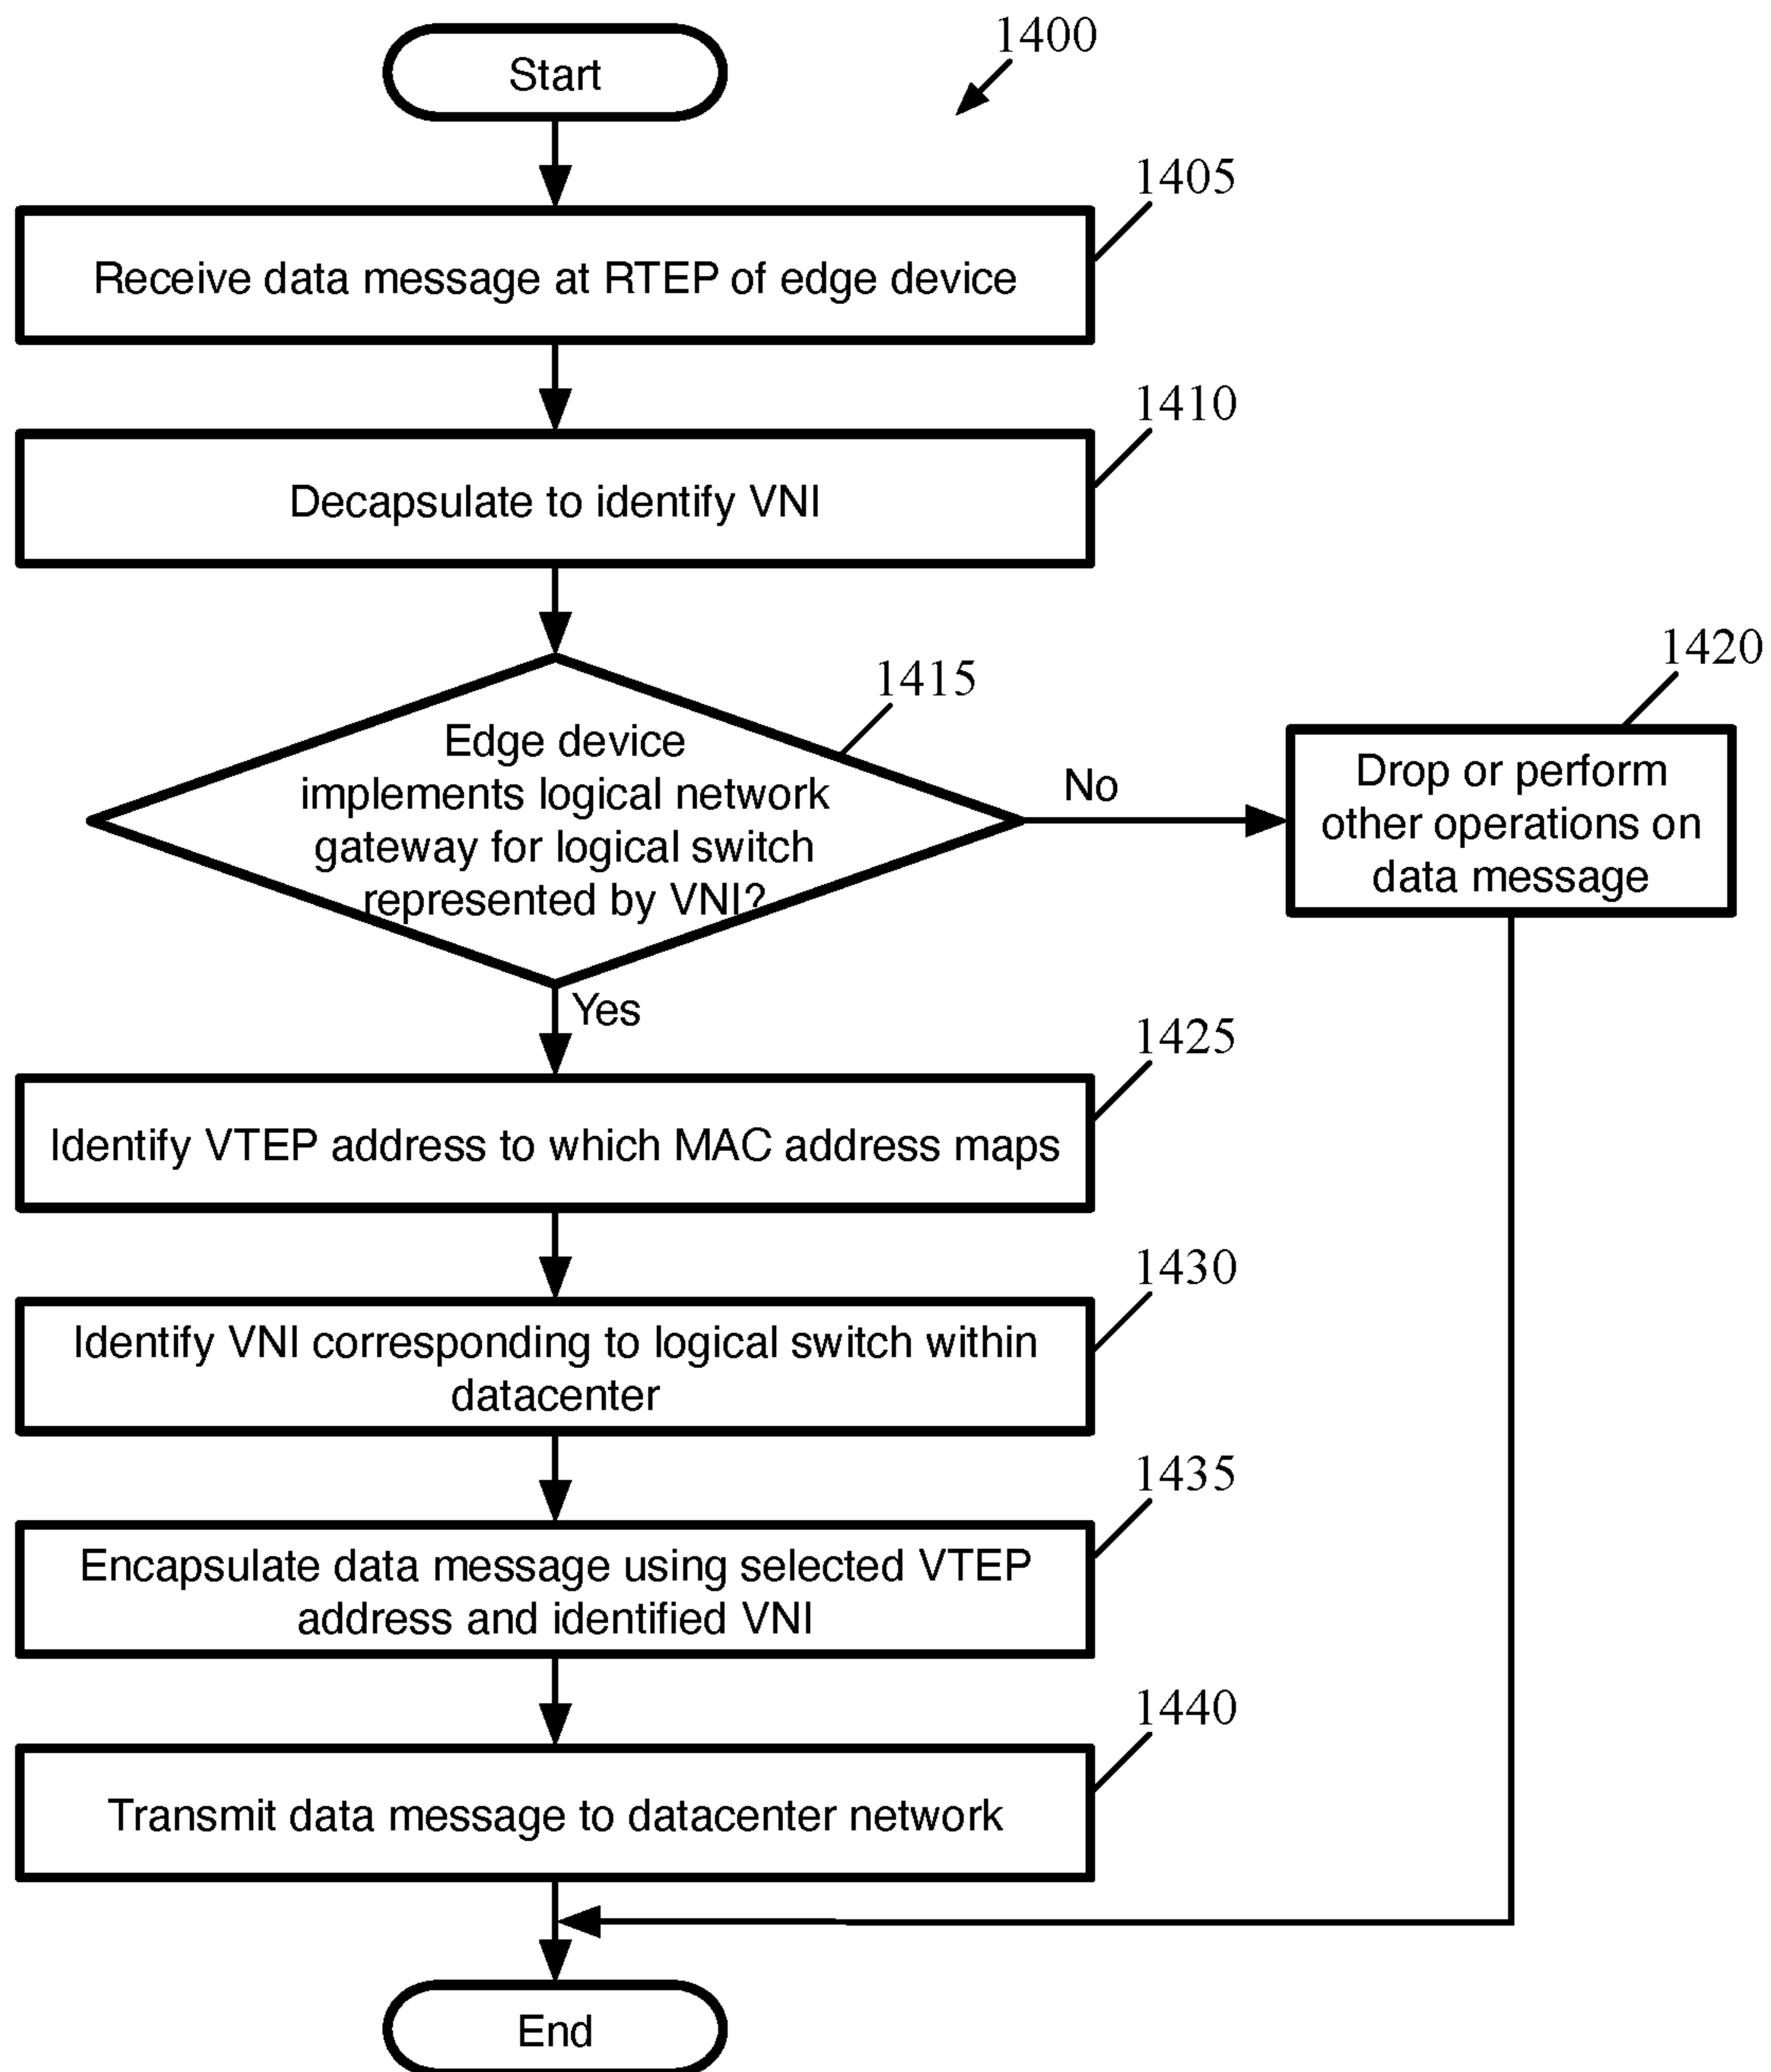 Start
1400
1405
Receive data message at RTEP of edge device
1410
Decapsulate to identify VNI
1415
Edge device
implements logical network
gateway for logical switch
represented by VNI?
No
1420
Drop or perform
other operations on
data message
Yes
1425
Identify VTEP address to which MAC address maps
1430
Identify VNI corresponding to logical switch within
datacenter
1435
Encapsulate data message using selected VTEP
address and identified VNI
1440
Transmit data message to datacenter network
End